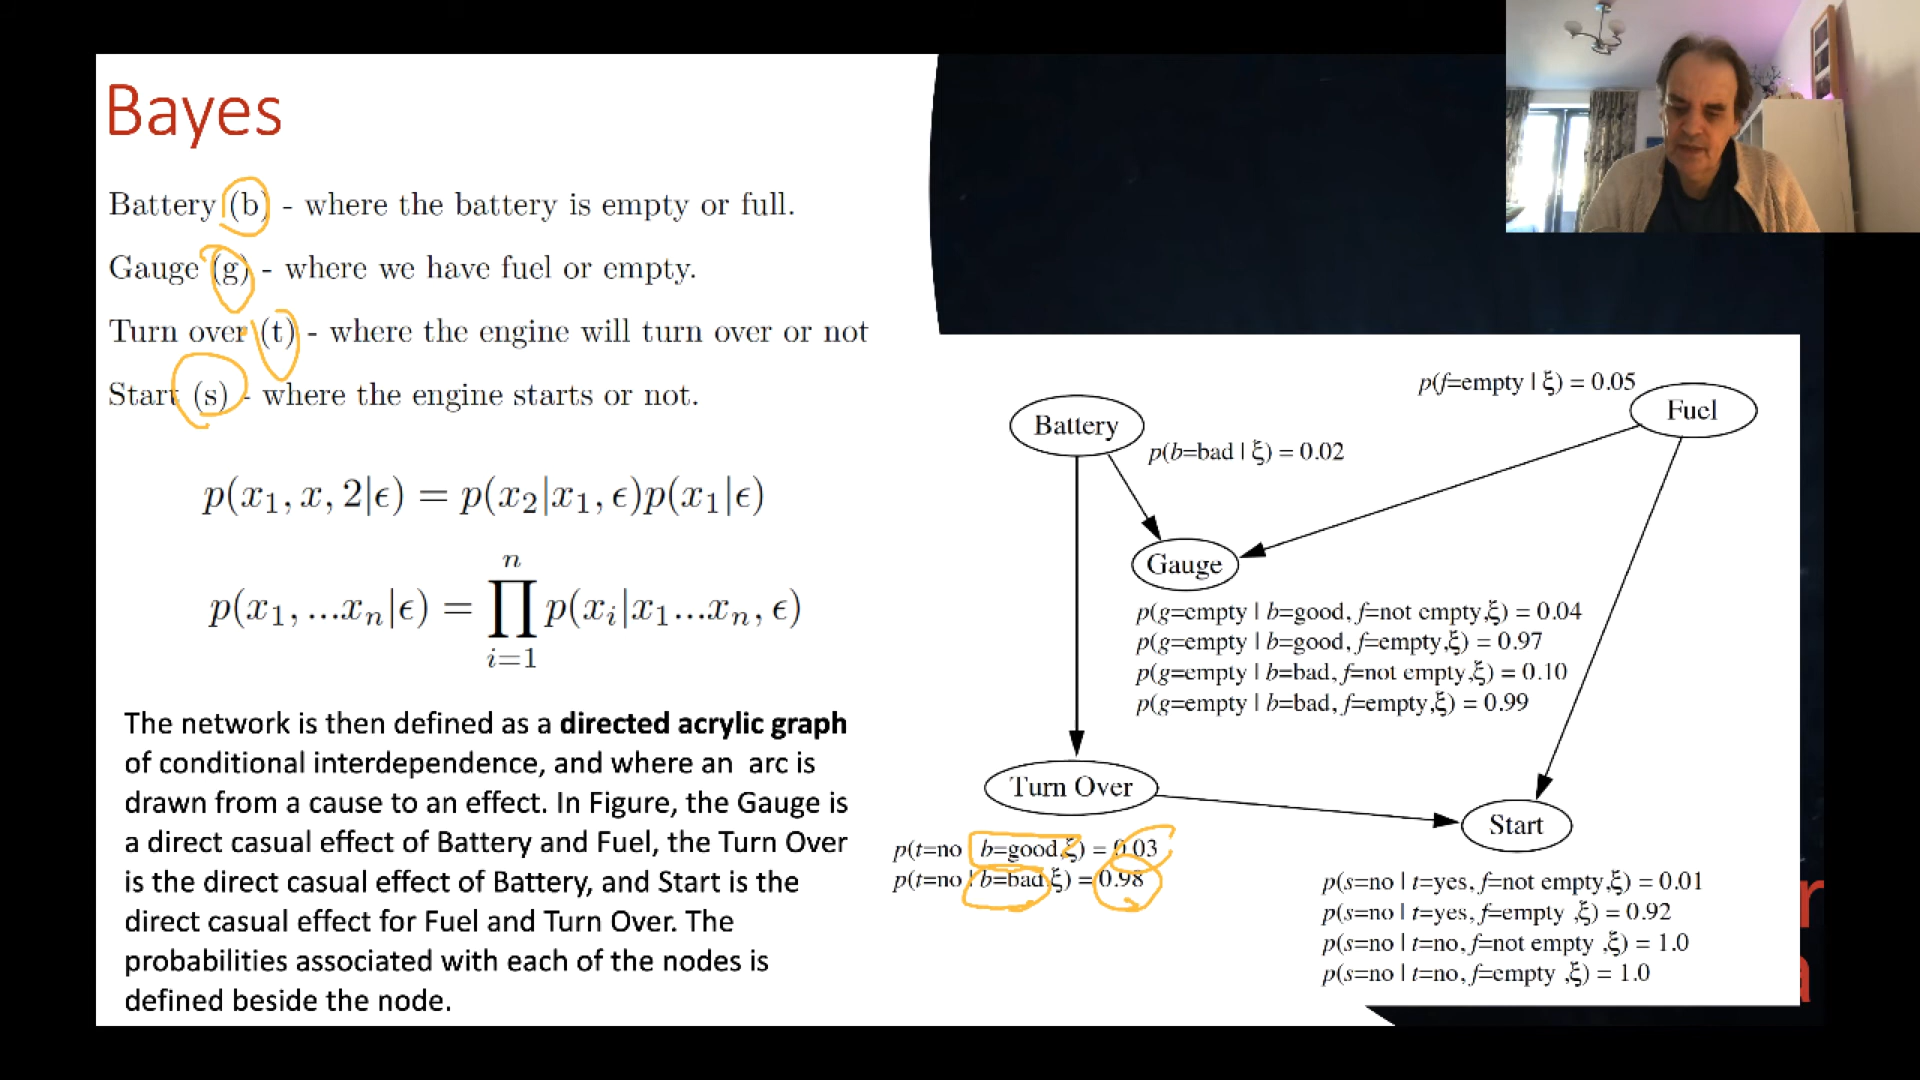 Bayes
Battery (b) - where the battery is empty or full.
Gauge (g) - where we have fuel or empty.
Turn over (t) - where the engine will turn over or not
Start (s) - where the engine starts or not.
p(x₁, x, 2|ϵ) = p(x₂|x₁, ϵ)p(x₁|ϵ)
n
p(x₁, ...xₙ|ϵ) = ∏ p(xᵢ|x₁...xₙ, ϵ)
i=1
The network is then defined as a directed acrylic graph
of conditional interdependence, and where an arc is
drawn from a cause to an effect. In Figure, the Gauge is
a direct casual effect of Battery and Fuel, the Turn Over
is the direct casual effect of Battery, and Start is the
direct casual effect for Fuel and Turn Over. The
probabilities associated with each of the nodes is
defined beside the node.
p(f=empty | ξ) = 0.05
Fuel
Battery
p(b=bad | ξ) = 0.02
Gauge
p(g=empty | b=good, f=not empty,ξ) = 0.04
p(g=empty | b=good, f=empty,ξ) = 0.97
p(g=empty | b=bad, f=not empty,ξ) = 0.10
p(g=empty | b=bad, f=empty,ξ) = 0.99
Turn Over
Start
p(t=no | b=good,ξ) = 0.03
p(t=no | b=bad,ξ) = 0.98
p(s=no | t=yes, f=not empty,ξ) = 0.01
p(s=no | t=yes, f=empty ,ξ) = 0.92
p(s=no | t=no, f=not empty ,ξ) = 1.0
p(s=no | t=no, f=empty ,ξ) = 1.0